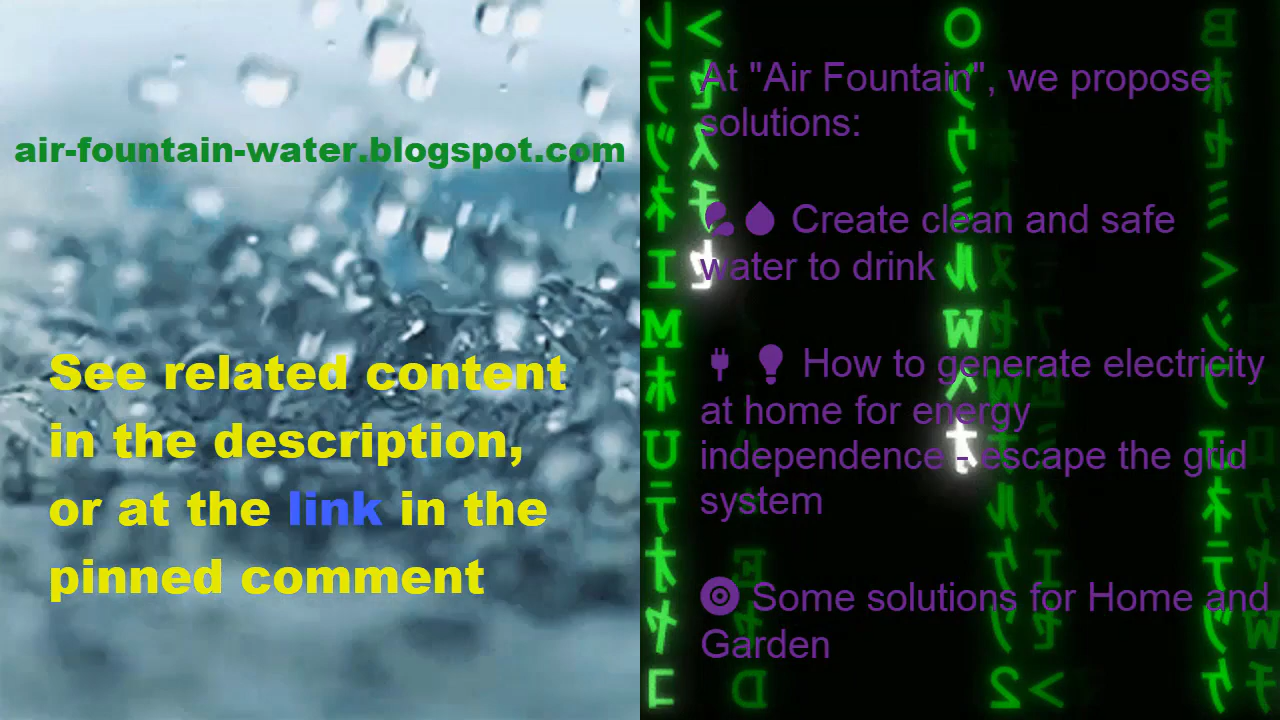 air-fountain-water.blogspot.com
See related content
in the description,
or at the link in the
pinned comment
At "Air Fountain", we propose
solutions:
Create clean and safe
water to drink
How to generate electricity
at home for energy
independence - escape the grid
system
Some solutions for Home and
Garden